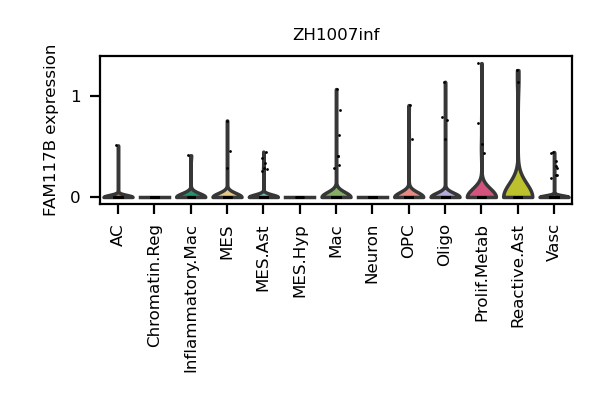 ZH1007inf
FAM117B expression
1
0
AC
Chromatin.Reg
Inflammatory.Mac
MES
MES.Ast
MES.Hyp
Mac
Neuron
OPC
Oligo
Prolif.Metab
Reactive.Ast
Vasc